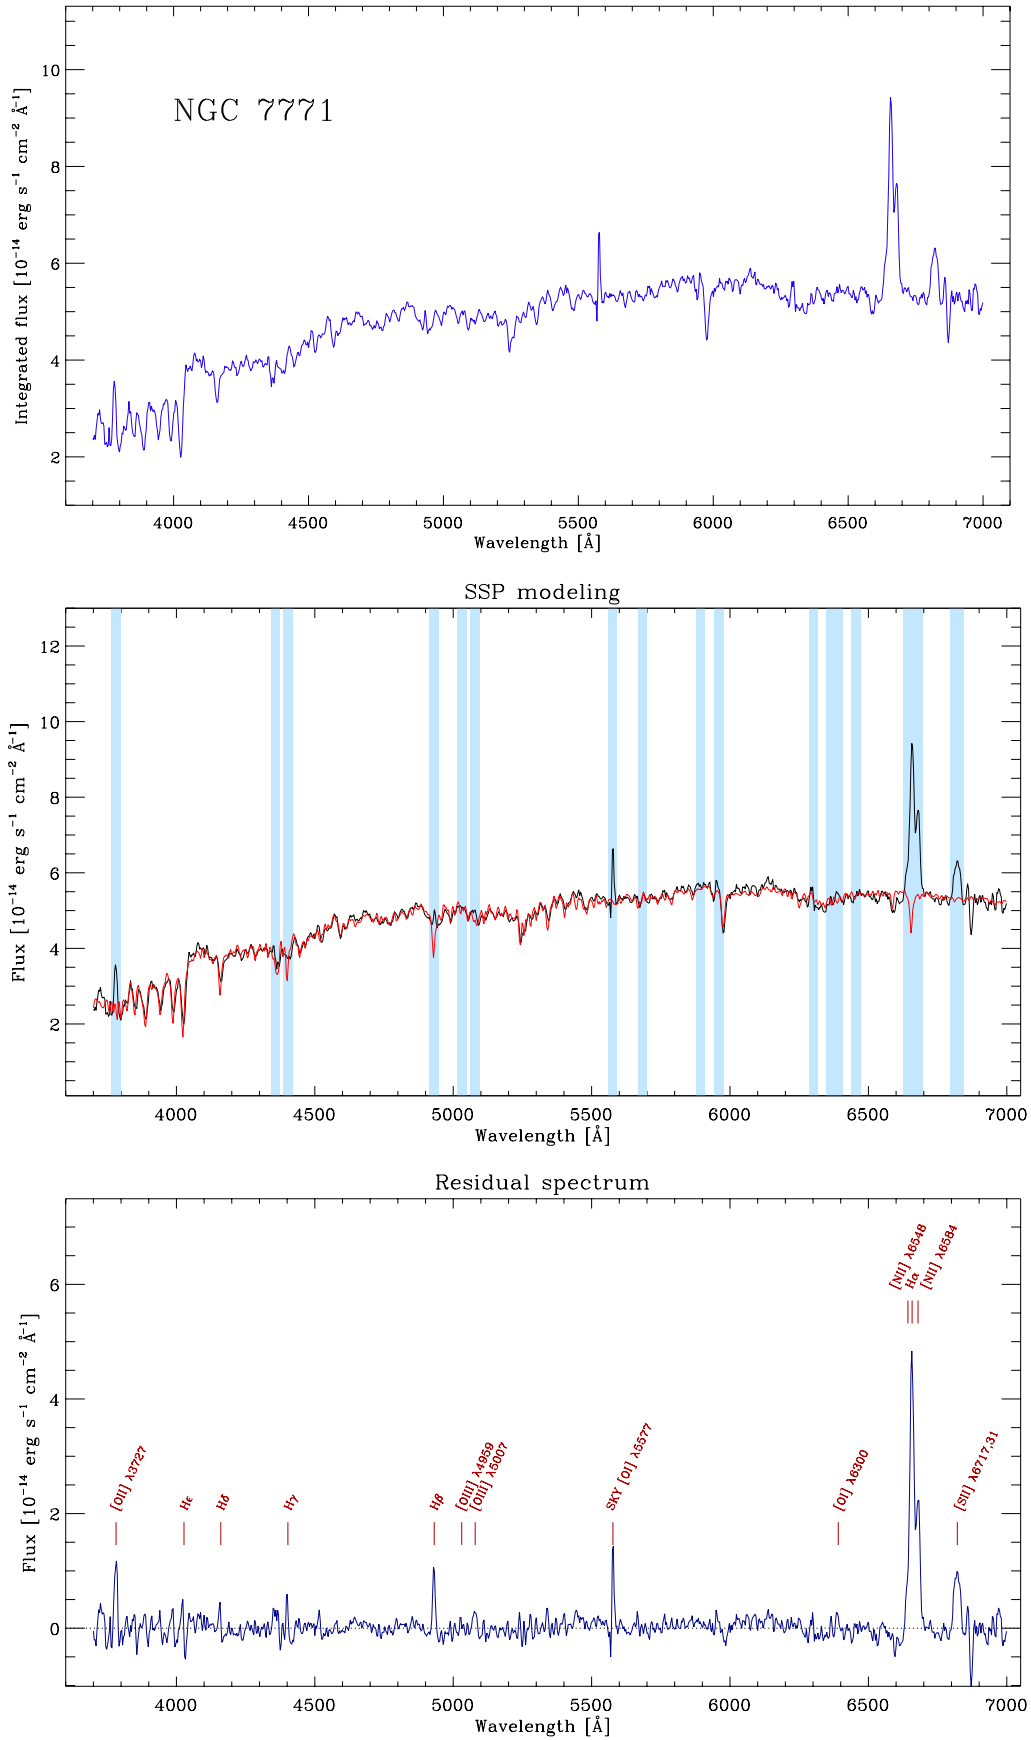 NGC 7771
Integrated flux [10⁻¹⁴ erg s⁻¹ cm⁻² Å⁻¹]
10
8
6
4
2
4000 4500 5000 5500 6000 6500 7000
Wavelength [Å]
SSP modeling
Flux [10⁻¹⁴ erg s⁻¹ cm⁻² Å⁻¹]
12
10
8
6
4
2
4000 4500 5000 5500 6000 6500 7000
Wavelength [Å]
Residual spectrum
Flux [10⁻¹⁴ erg s⁻¹ cm⁻² Å⁻¹]
6
4
2
0
[OII] λ3727
Hε
Hδ
Hγ
Hβ
[OIII] λ4959
[OIII] λ5007
SKY [OI] λ5577
[OI] λ6300
[NII] λ6548
Hα
[NII] λ6584
[SII] λ6717,31
4000 4500 5000 5500 6000 6500 7000
Wavelength [Å]